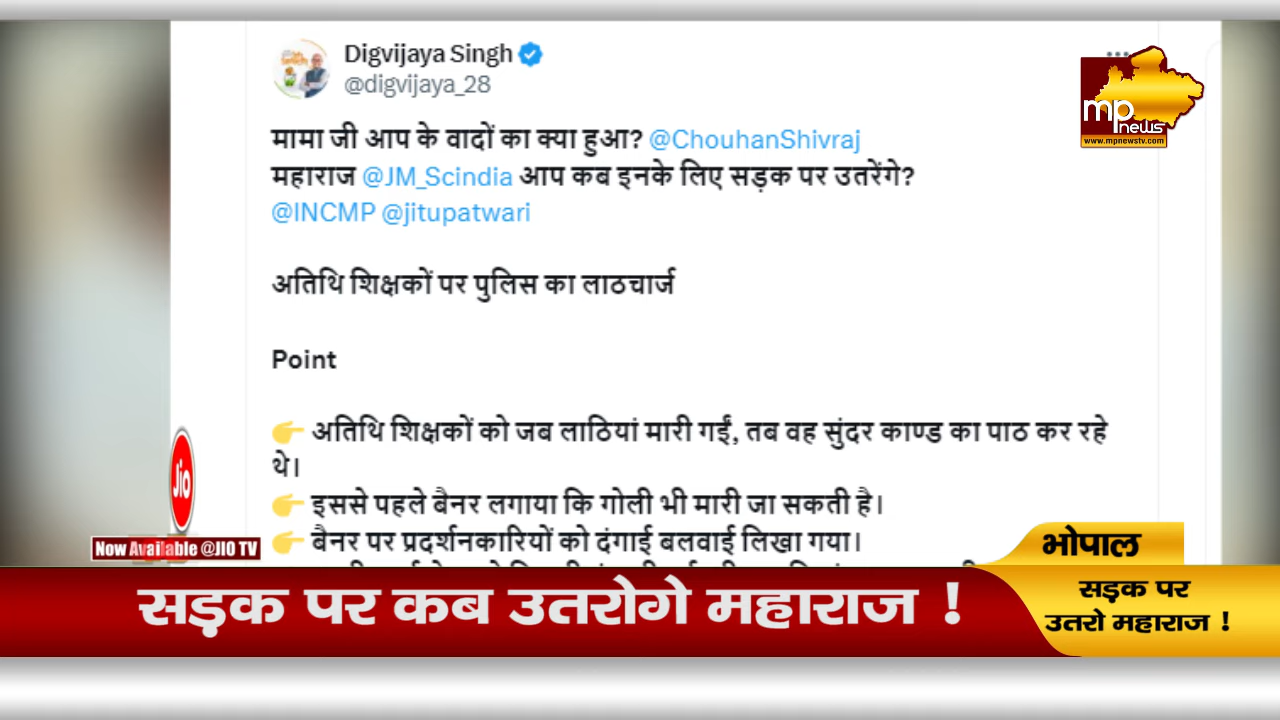 Digvijaya Singh
@digvijaya_28
मामा जी आप के वादों का क्या हुआ? @ChouhanShivraj
महाराज @JM_Scindia आप कब इनके लिए सड़क पर उतरेंगे?
@INCMP @jitupatwari
अतिथि शिक्षकों पर पुलिस का लाठचार्ज
Point
👉 अतिथि शिक्षकों को जब लाठियां मारी गईं, तब वह सुंदर काण्ड का पाठ कर रहे
थे।
👉 इससे पहले बैनर लगाया कि गोली भी मारी जा सकती है।
👉 बैनर पर प्रदर्शनकारियों को दंगाई बलवाई लिखा गया।
mp
news
www.mpnewstv.com
Jio
Now Available @JIO TV
भोपाल
सड़क पर कब उतरोगे महाराज !
सड़क पर
उतरो महाराज !